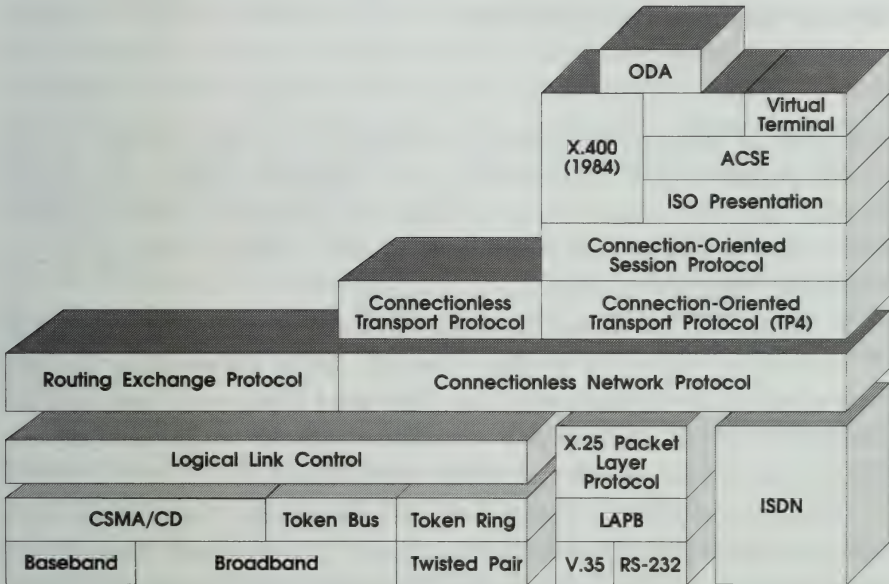 ODA
Virtual
Terminal
X.400
(1984)
ACSE
ISO Presentation
Connection-Oriented
Session Protocol
Connectionless
Transport Protocol
Connection-Oriented
Transport Protocol (TP4)
Routing Exchange Protocol
Connectionless Network Protocol
Logical Link Control
X.25 Packet
Layer
Protocol
ISDN
CSMA/CD
Token Bus
Token Ring
LAPB
Baseband
Broadband
Twisted Pair
V.35
RS-232